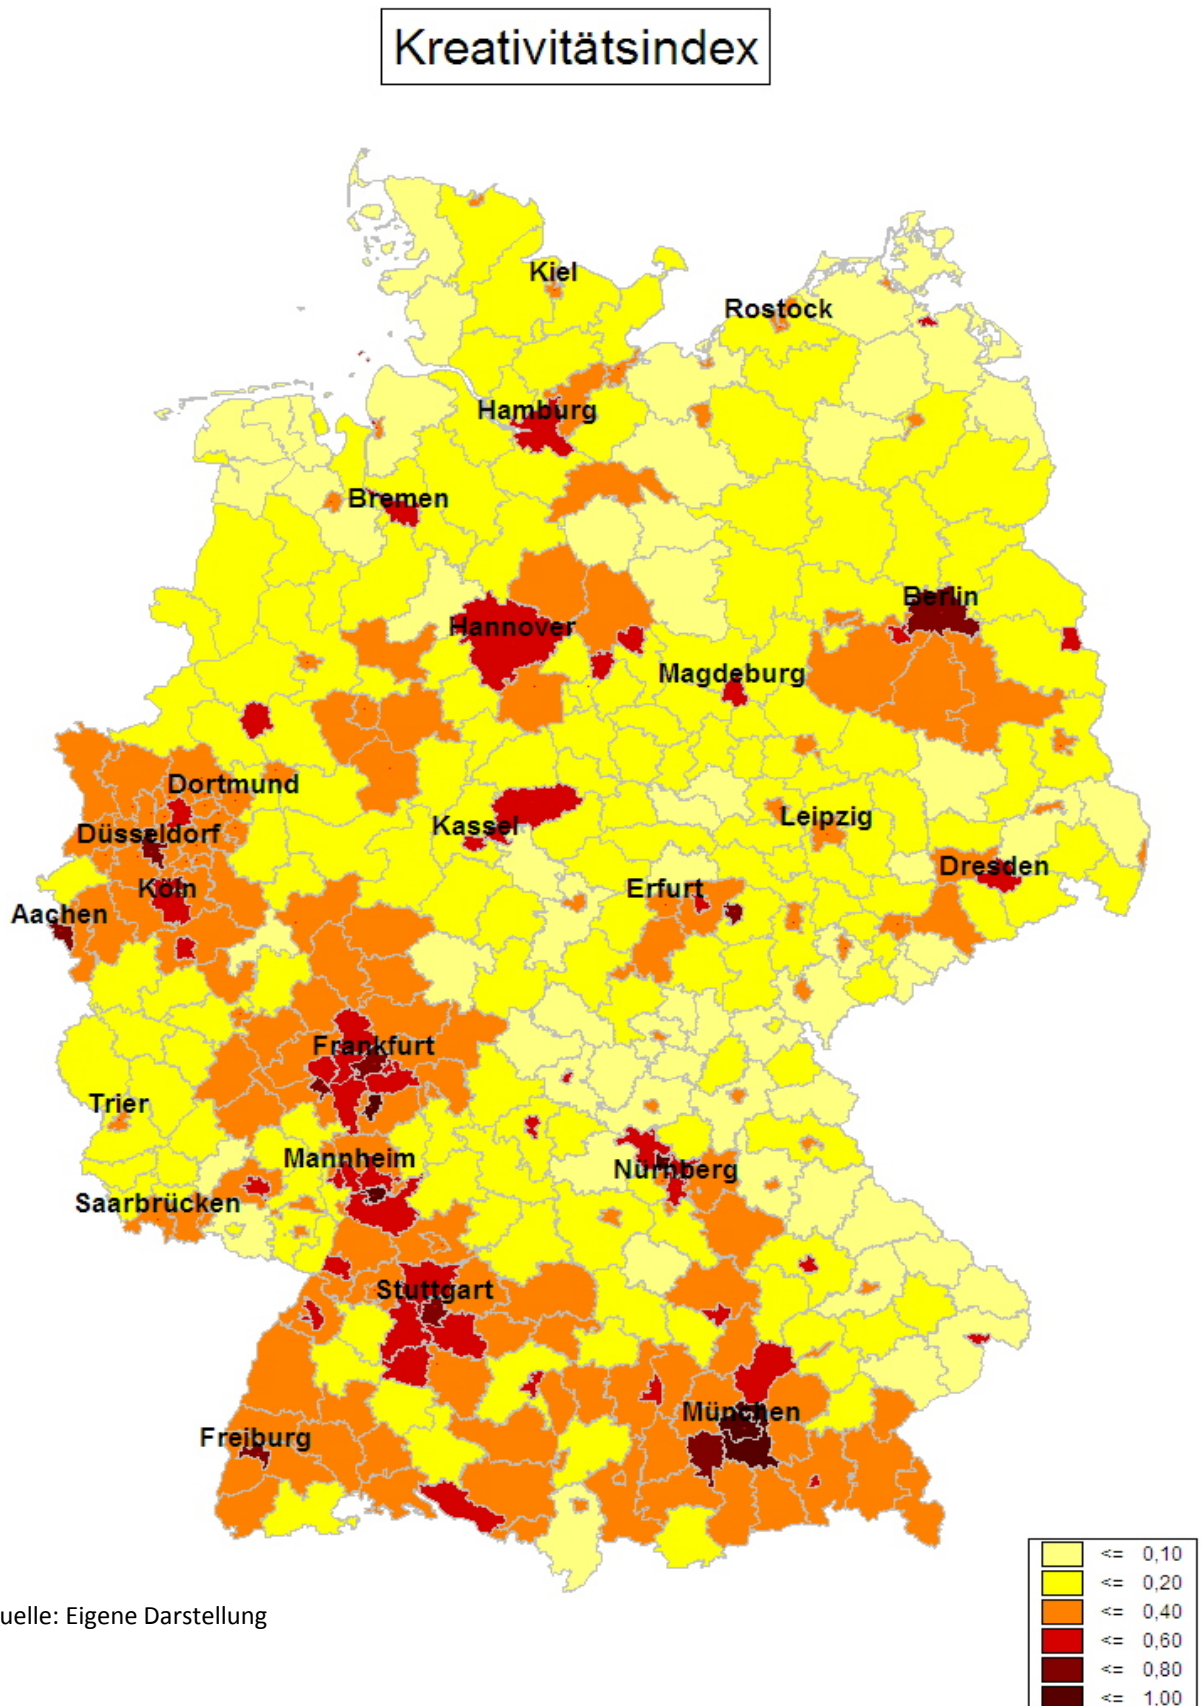 Kreativitätsindex
Kiel
Rostock
Hamburg
Bremen
Berlin
Hannover
Magdeburg
Dortmund
Leipzig
Kassel
Düsseldorf
Dresden
Köln
Erfurt
Aachen
Frankfurt
Trier
Mannheim
Nürnberg
Saarbrücken
Stuttgart
München
Freiburg
<= 0,10
<= 0,20
<= 0,40
<= 0,60
<= 0,80
<= 1,00
uelle: Eigene Darstellung